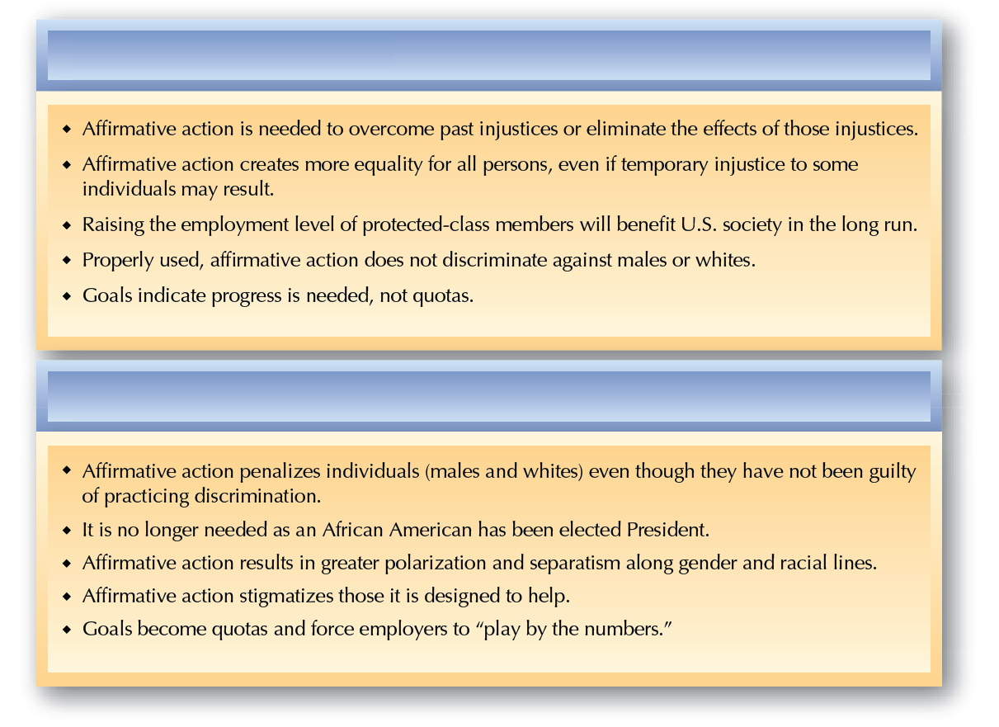 ◆ Affirmative action is needed to overcome past injustices or eliminate the effects of those injustices.
◆ Affirmative action creates more equality for all persons, even if temporary injustice to some
individuals may result.
◆ Raising the employment level of protected-class members will benefit U.S. society in the long run.
◆ Properly used, affirmative action does not discriminate against males or whites.
◆ Goals indicate progress is needed, not quotas.
◆ Affirmative action penalizes individuals (males and whites) even though they have not been guilty
of practicing discrimination.
◆ It is no longer needed as an African American has been elected President.
◆ Affirmative action results in greater polarization and separatism along gender and racial lines.
◆ Affirmative action stigmatizes those it is designed to help.
◆ Goals become quotas and force employers to “play by the numbers.”